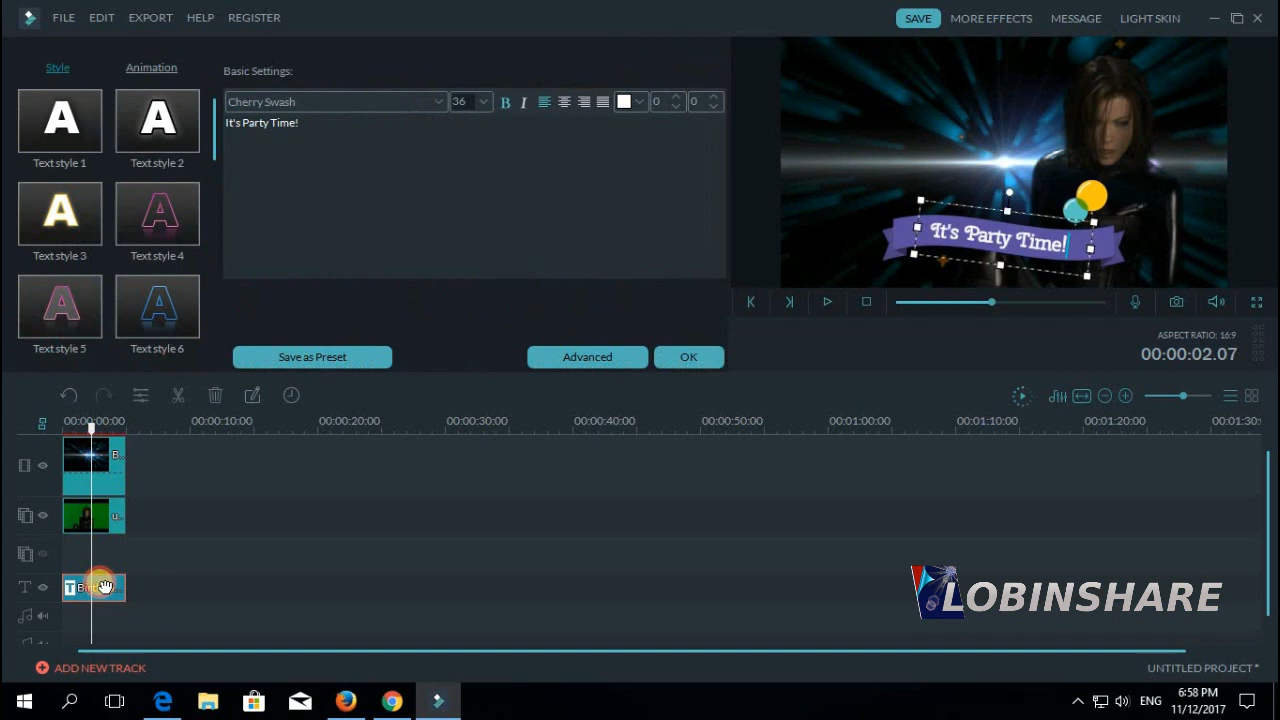 FILE EDIT EXPORT HELP REGISTER
SAVE MORE EFFECTS MESSAGE LIGHT SKIN
Style Animation
Basic Settings:
Cherry Swash 36 B I 0 0
It's Party Time!
A A
Text style 1 Text style 2
A A
Text style 3 Text style 4
A A
Text style 5 Text style 6
It's Party Time!
Save as Preset Advanced OK
ASPECT RATIO: 16:9
00:00:02.07
00:00:00:00 00:00:10:00 00:00:20:00 00:00:30:00 00:00:40:00 00:00:50:00 00:01:00:00 00:01:10:00 00:01:20:00 00:01:30:
B...
u...
T
LOBINSHARE
ADD NEW TRACK
UNTITLED PROJECT *
ENG
6:58 PM
11/12/2017